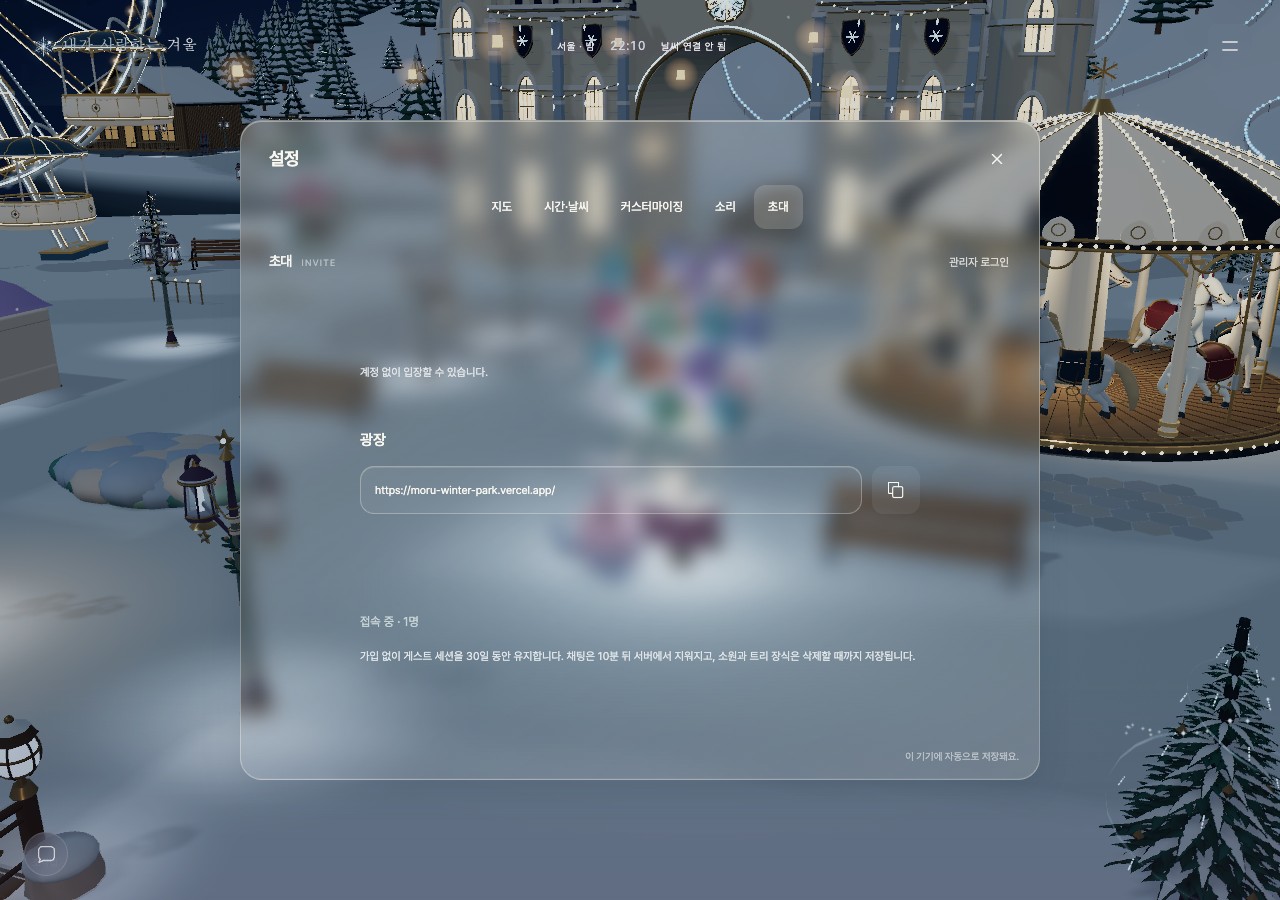 내가 사랑하는 겨울
서울 · 밤 22:10 날씨 연결 안 됨
설정
지도 시간·날씨 커스터마이징 소리 초대
초대 INVITE 관리자 로그인
계정 없이 입장할 수 있습니다.
광장
https://moru-winter-park.vercel.app/
접속 중 · 1명
가입 없이 게스트 세션을 30일 동안 유지합니다. 채팅은 10분 뒤 서버에서 지워지고, 소원과 트리 장식은 삭제할 때까지 저장됩니다.
이 기기에 자동으로 저장돼요.